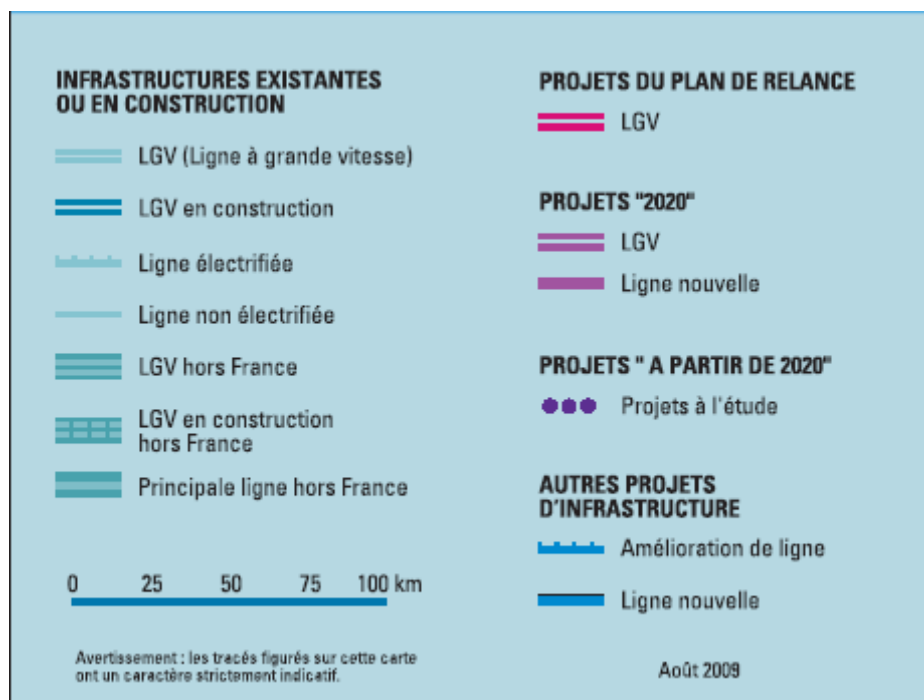 INFRASTRUCTURES EXISTANTES
OU EN CONSTRUCTION
LGV (Ligne à grande vitesse)
LGV en construction
Ligne électrifiée
Ligne non électrifiée
LGV hors France
LGV en construction
hors France
Principale ligne hors France
0 25 50 75 100 km
Avertissement : les tracés figurés sur cette carte
ont un caractère strictement indicatif.
PROJETS DU PLAN DE RELANCE
LGV
PROJETS "2020"
LGV
Ligne nouvelle
PROJETS " A PARTIR DE 2020"
Projets à l'étude
AUTRES PROJETS
D'INFRASTRUCTURE
Amélioration de ligne
Ligne nouvelle
Août 2009